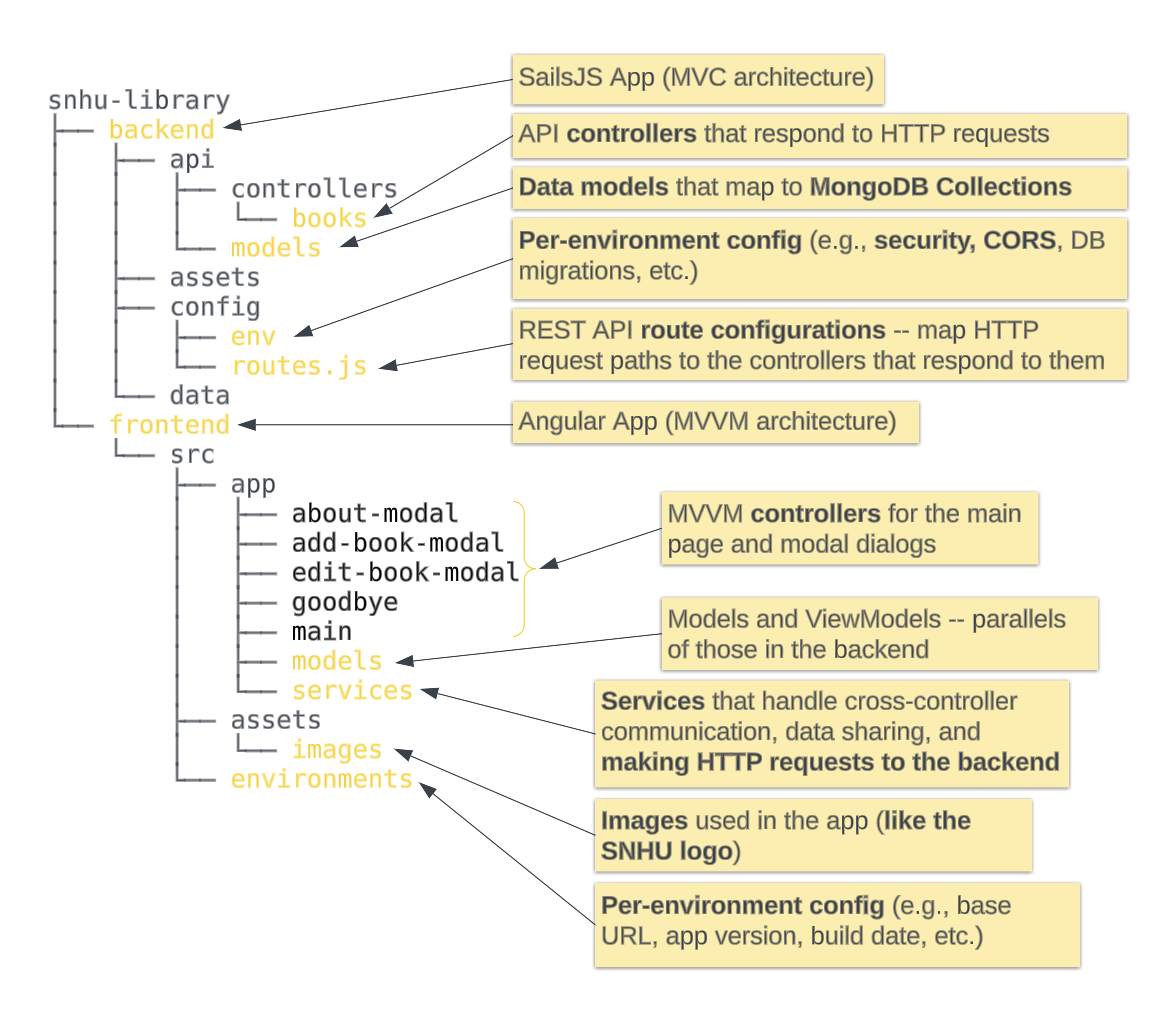 SailsJS App (MVC architecture)
snhu-library
backend
API controllers that respond to HTTP requests
api
controllers
Data models that map to MongoDB Collections
books
models
Per-environment config (e.g., security, CORS, DB
migrations, etc.)
assets
config
env
REST API route configurations -- map HTTP
request paths to the controllers that respond to them
routes.js
data
frontend
Angular App (MVVM architecture)
src
app
about-modal
add-book-modal
edit-book-modal
goodbye
main
MVVM controllers for the main
page and modal dialogs
Models and ViewModels -- parallels
of those in the backend
models
services
Services that handle cross-controller
communication, data sharing, and
making HTTP requests to the backend
assets
images
environments
Images used in the app (like the
SNHU logo)
Per-environment config (e.g., base
URL, app version, build date, etc.)